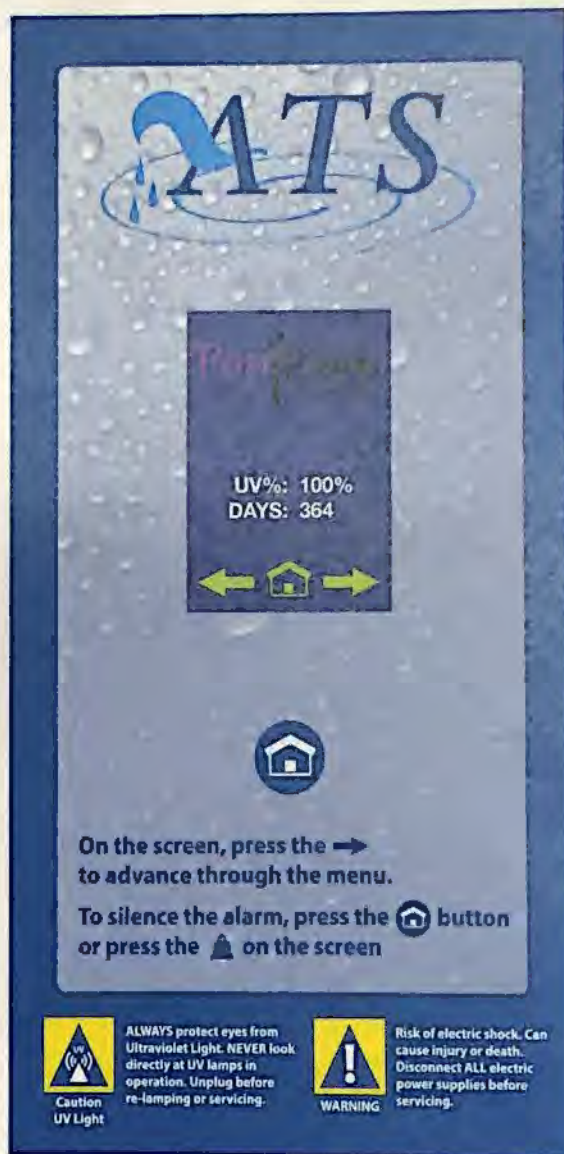 ATS
UV%: 100%
DAYS: 364
On the screen, press the →
to advance through the menu.
To silence the alarm, press the button
or press the on the screen
UV
Caution
UV Light
ALWAYS protect eyes from
Ultraviolet Light. NEVER look
directly at UV lamps in
operation. Unplug before
re-lamping or servicing.
!
WARNING
Risk of electric shock. Can
cause injury or death.
Disconnect ALL electric
power supplies before
servicing.